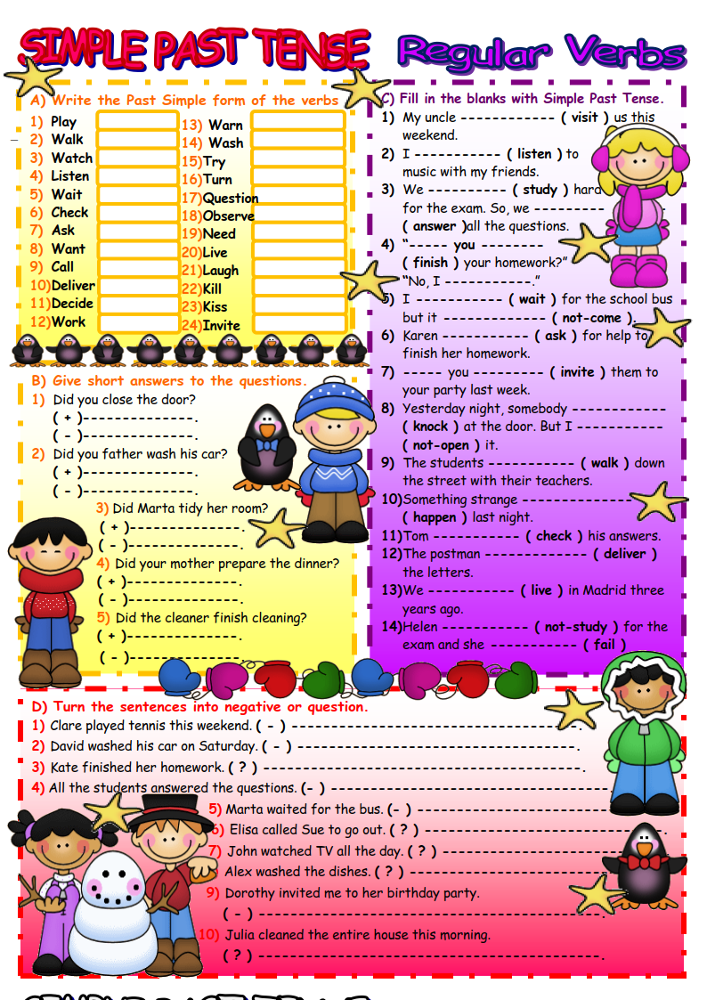 SIMPLE PAST TENSE Regular Verbs
A) Write the Past Simple form of the verbs
1) Play
2) Walk
3) Watch
4) Listen
5) Wait
6) Check
7) Ask
8) Want
9) Call
10)Deliver
11)Decide
12)Work
13) Warn
14) Wash
15)Try
16)Turn
17)Question
18)Observe
19)Need
20)Live
21)Laugh
22)Kill
23)Kiss
24)Invite
B) Give short answers to the questions.
1) Did you close the door?
( + )--------------.
( - )--------------.
2) Did you father wash his car?
( + )--------------.
( - )--------------.
3) Did Marta tidy her room?
( + )--------------.
( - )--------------.
4) Did your mother prepare the dinner?
( + )--------------.
( - )--------------.
5) Did the cleaner finish cleaning?
( + )--------------.
( - )--------------.
C) Fill in the blanks with Simple Past Tense.
1) My uncle ------------ ( visit ) us this
weekend.
2) I ----------- ( listen ) to
music with my friends.
3) We ---------- ( study ) hard
for the exam. So, we ---------
( answer )all the questions.
4) “----- you --------
( finish ) your homework?”
“No, I -----------.”
5) I ----------- ( wait ) for the school bus
but it ------------ ( not-come ).
6) Karen ----------- ( ask ) for help to
finish her homework.
7) ----- you --------- ( invite ) them to
your party last week.
8) Yesterday night, somebody ------------
( knock ) at the door. But I -----------
( not-open ) it.
9) The students ----------- ( walk ) down
the street with their teachers.
10)Something strange --------------
( happen ) last night.
11)Tom ----------- ( check ) his answers.
12)The postman ------------- ( deliver )
the letters.
13)We ----------- ( live ) in Madrid three
years ago.
14)Helen ----------- ( not-study ) for the
exam and she ----------- ( fail )
D) Turn the sentences into negative or question.
1) Clare played tennis this weekend. ( - ) ------------------------------------.
2) David washed his car on Saturday. ( - ) -----------------------------------.
3) Kate finished her homework. ( ? ) ----------------------------------------.
4) All the students answered the questions. (- ) -----------------------------------.
5) Marta waited for the bus. (- ) ----------------------------
6) Elisa called Sue to go out. ( ? ) ------------------------------.
7) John watched TV all the day. ( ? ) -----------------------
Alex washed the dishes. ( ? ) --------------------------
9) Dorothy invited me to her birthday party.
( - ) -------------------------------------------.
10) Julia cleaned the entire house this morning.
( ? ) -------------------------------------------.